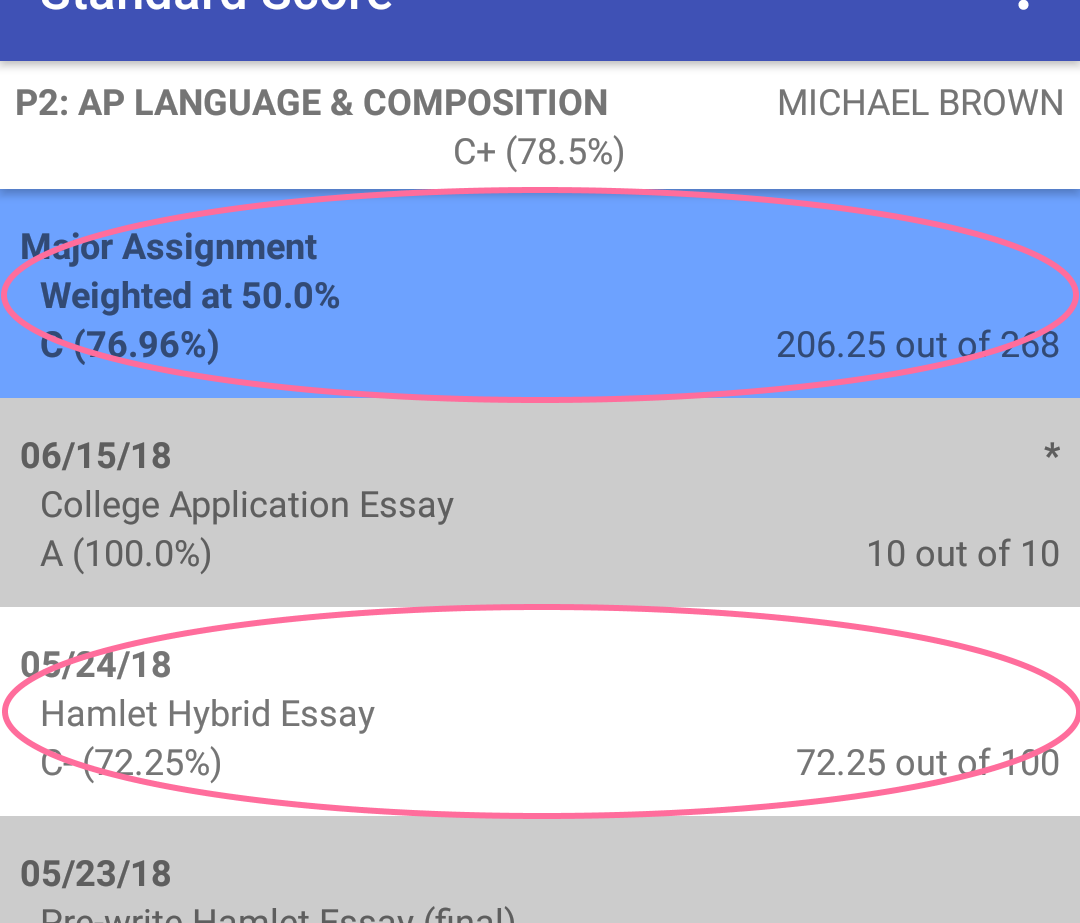 Standard Score
P2: AP LANGUAGE & COMPOSITION MICHAEL BROWN
C+ (78.5%)
Major Assignment
Weighted at 50.0%
C (76.96%) 206.25 out of 268
06/15/18 *
College Application Essay
A (100.0%) 10 out of 10
05/24/18
Hamlet Hybrid Essay
C- (72.25%) 72.25 out of 100
05/23/18
Pre-write Hamlet Essay (final)